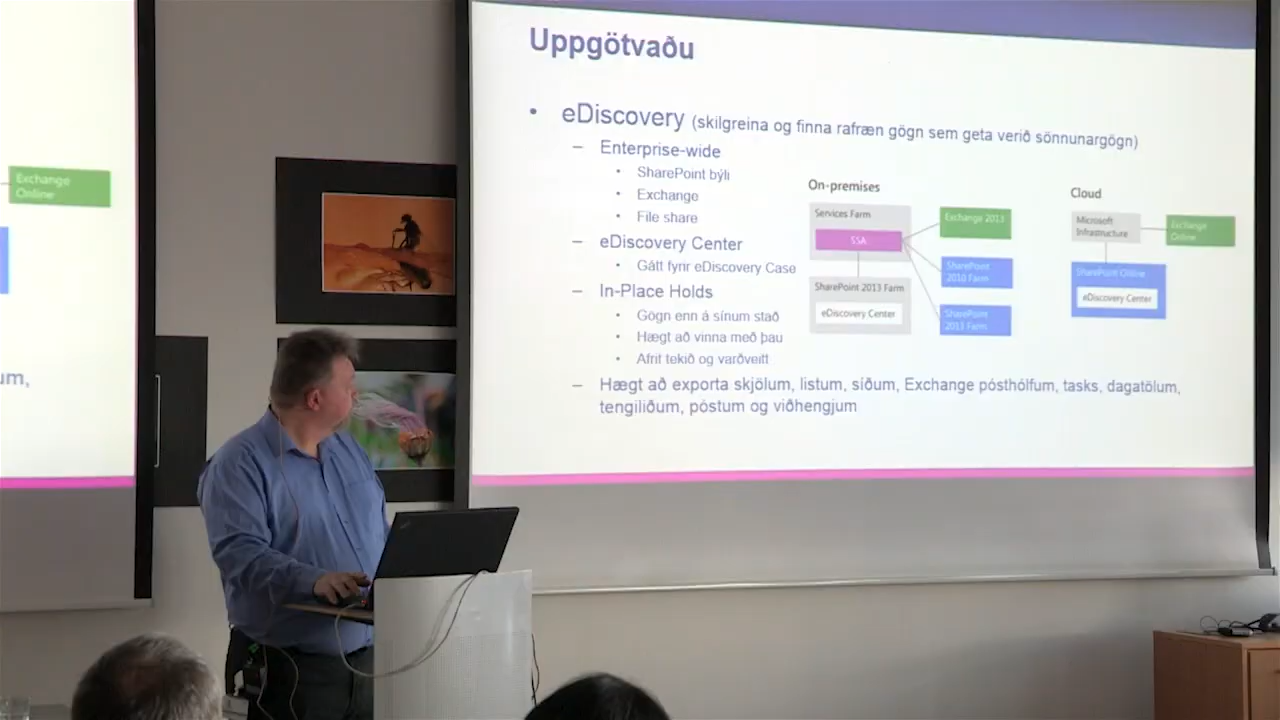 Exchange
Online
um,
Uppgötvaðu
• eDiscovery (skilgreina og finna rafræn gögn sem geta verið sönnunargögn)
– Enterprise-wide
• SharePoint býli
• Exchange
• File share
– eDiscovery Center
• Gátt fyrir eDiscovery Case
– In-Place Holds
• Gögn enn á sínum stað
• Hægt að vinna með þau
• Afrit tekið og varðveitt
– Hægt að exporta skjölum, listum, síðum, Exchange pósthólfum, tasks, dagatölum,
tengiliðum, póstum og viðhengjum
On-premises
Services Farm
SSA
SharePoint 2013 Farm
eDiscovery Center
Exchange 2013
SharePoint
2010 Farm
SharePoint
2013 Farm
Cloud
Microsoft
Infrastructure
Exchange
Online
SharePoint Online
eDiscovery Center